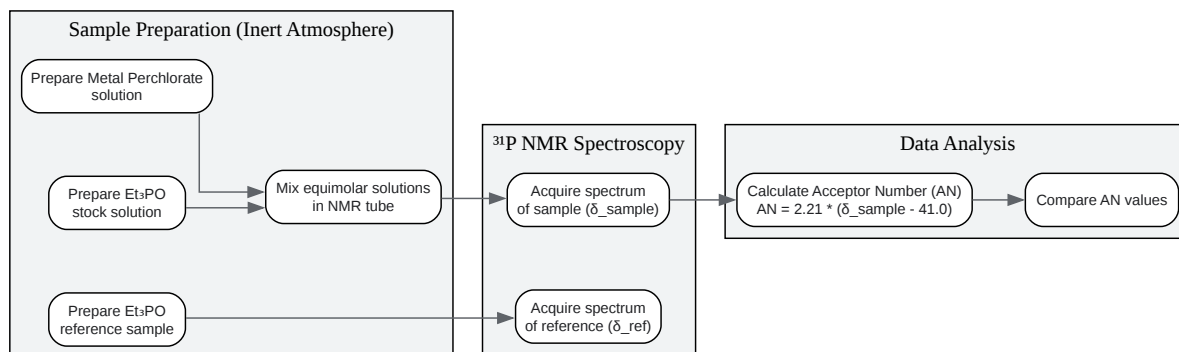 Sample Preparation (Inert Atmosphere)
Prepare Metal Perchlorate
solution
Prepare Et₃PO
stock solution
Mix equimolar solutions
in NMR tube
Prepare Et₃PO
reference sample
³¹P NMR Spectroscopy
Acquire spectrum
of sample (δ_sample)
Acquire spectrum
of reference (δ_ref)
Data Analysis
Calculate Acceptor Number (AN)
AN = 2.21 * (δ_sample - 41.0)
Compare AN values